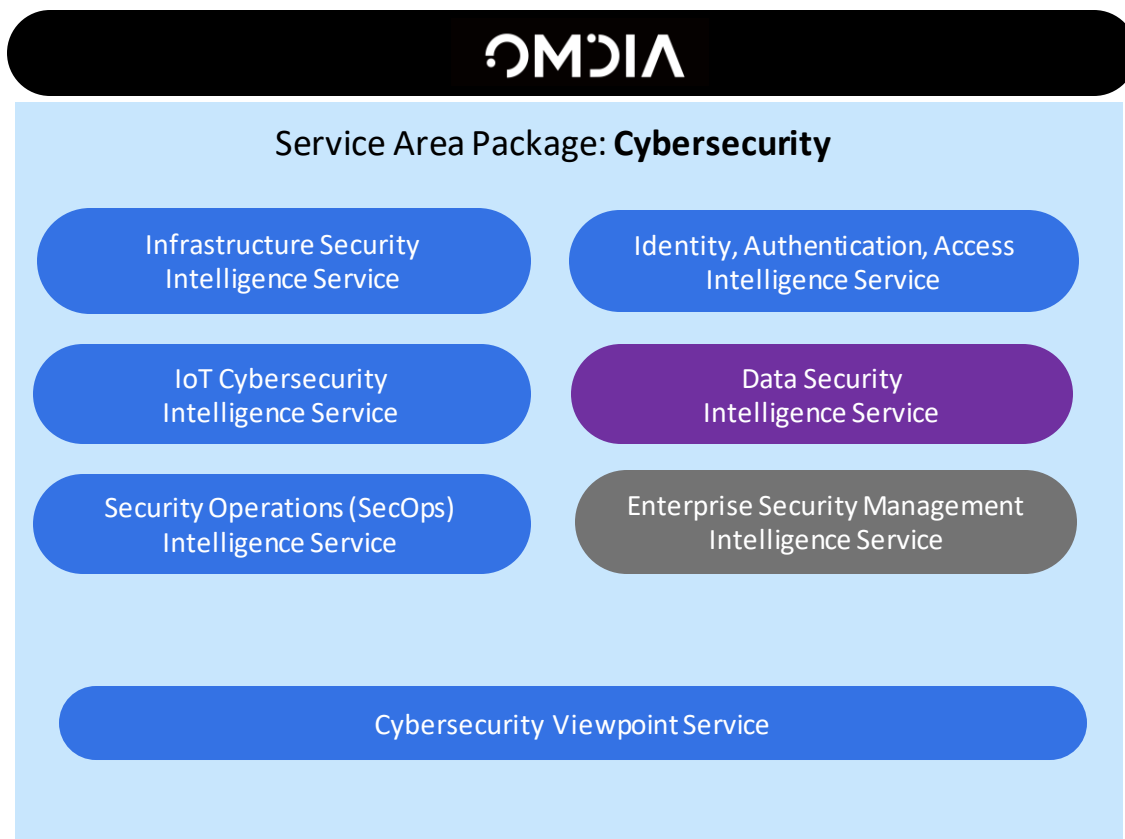 OMDIA
Service Area Package: Cybersecurity
Infrastructure Security
Intelligence Service
Identity, Authentication, Access
Intelligence Service
IoT Cybersecurity
Intelligence Service
Data Security
Intelligence Service
Security Operations (SecOps)
Intelligence Service
Enterprise Security Management
Intelligence Service
Cybersecurity Viewpoint Service